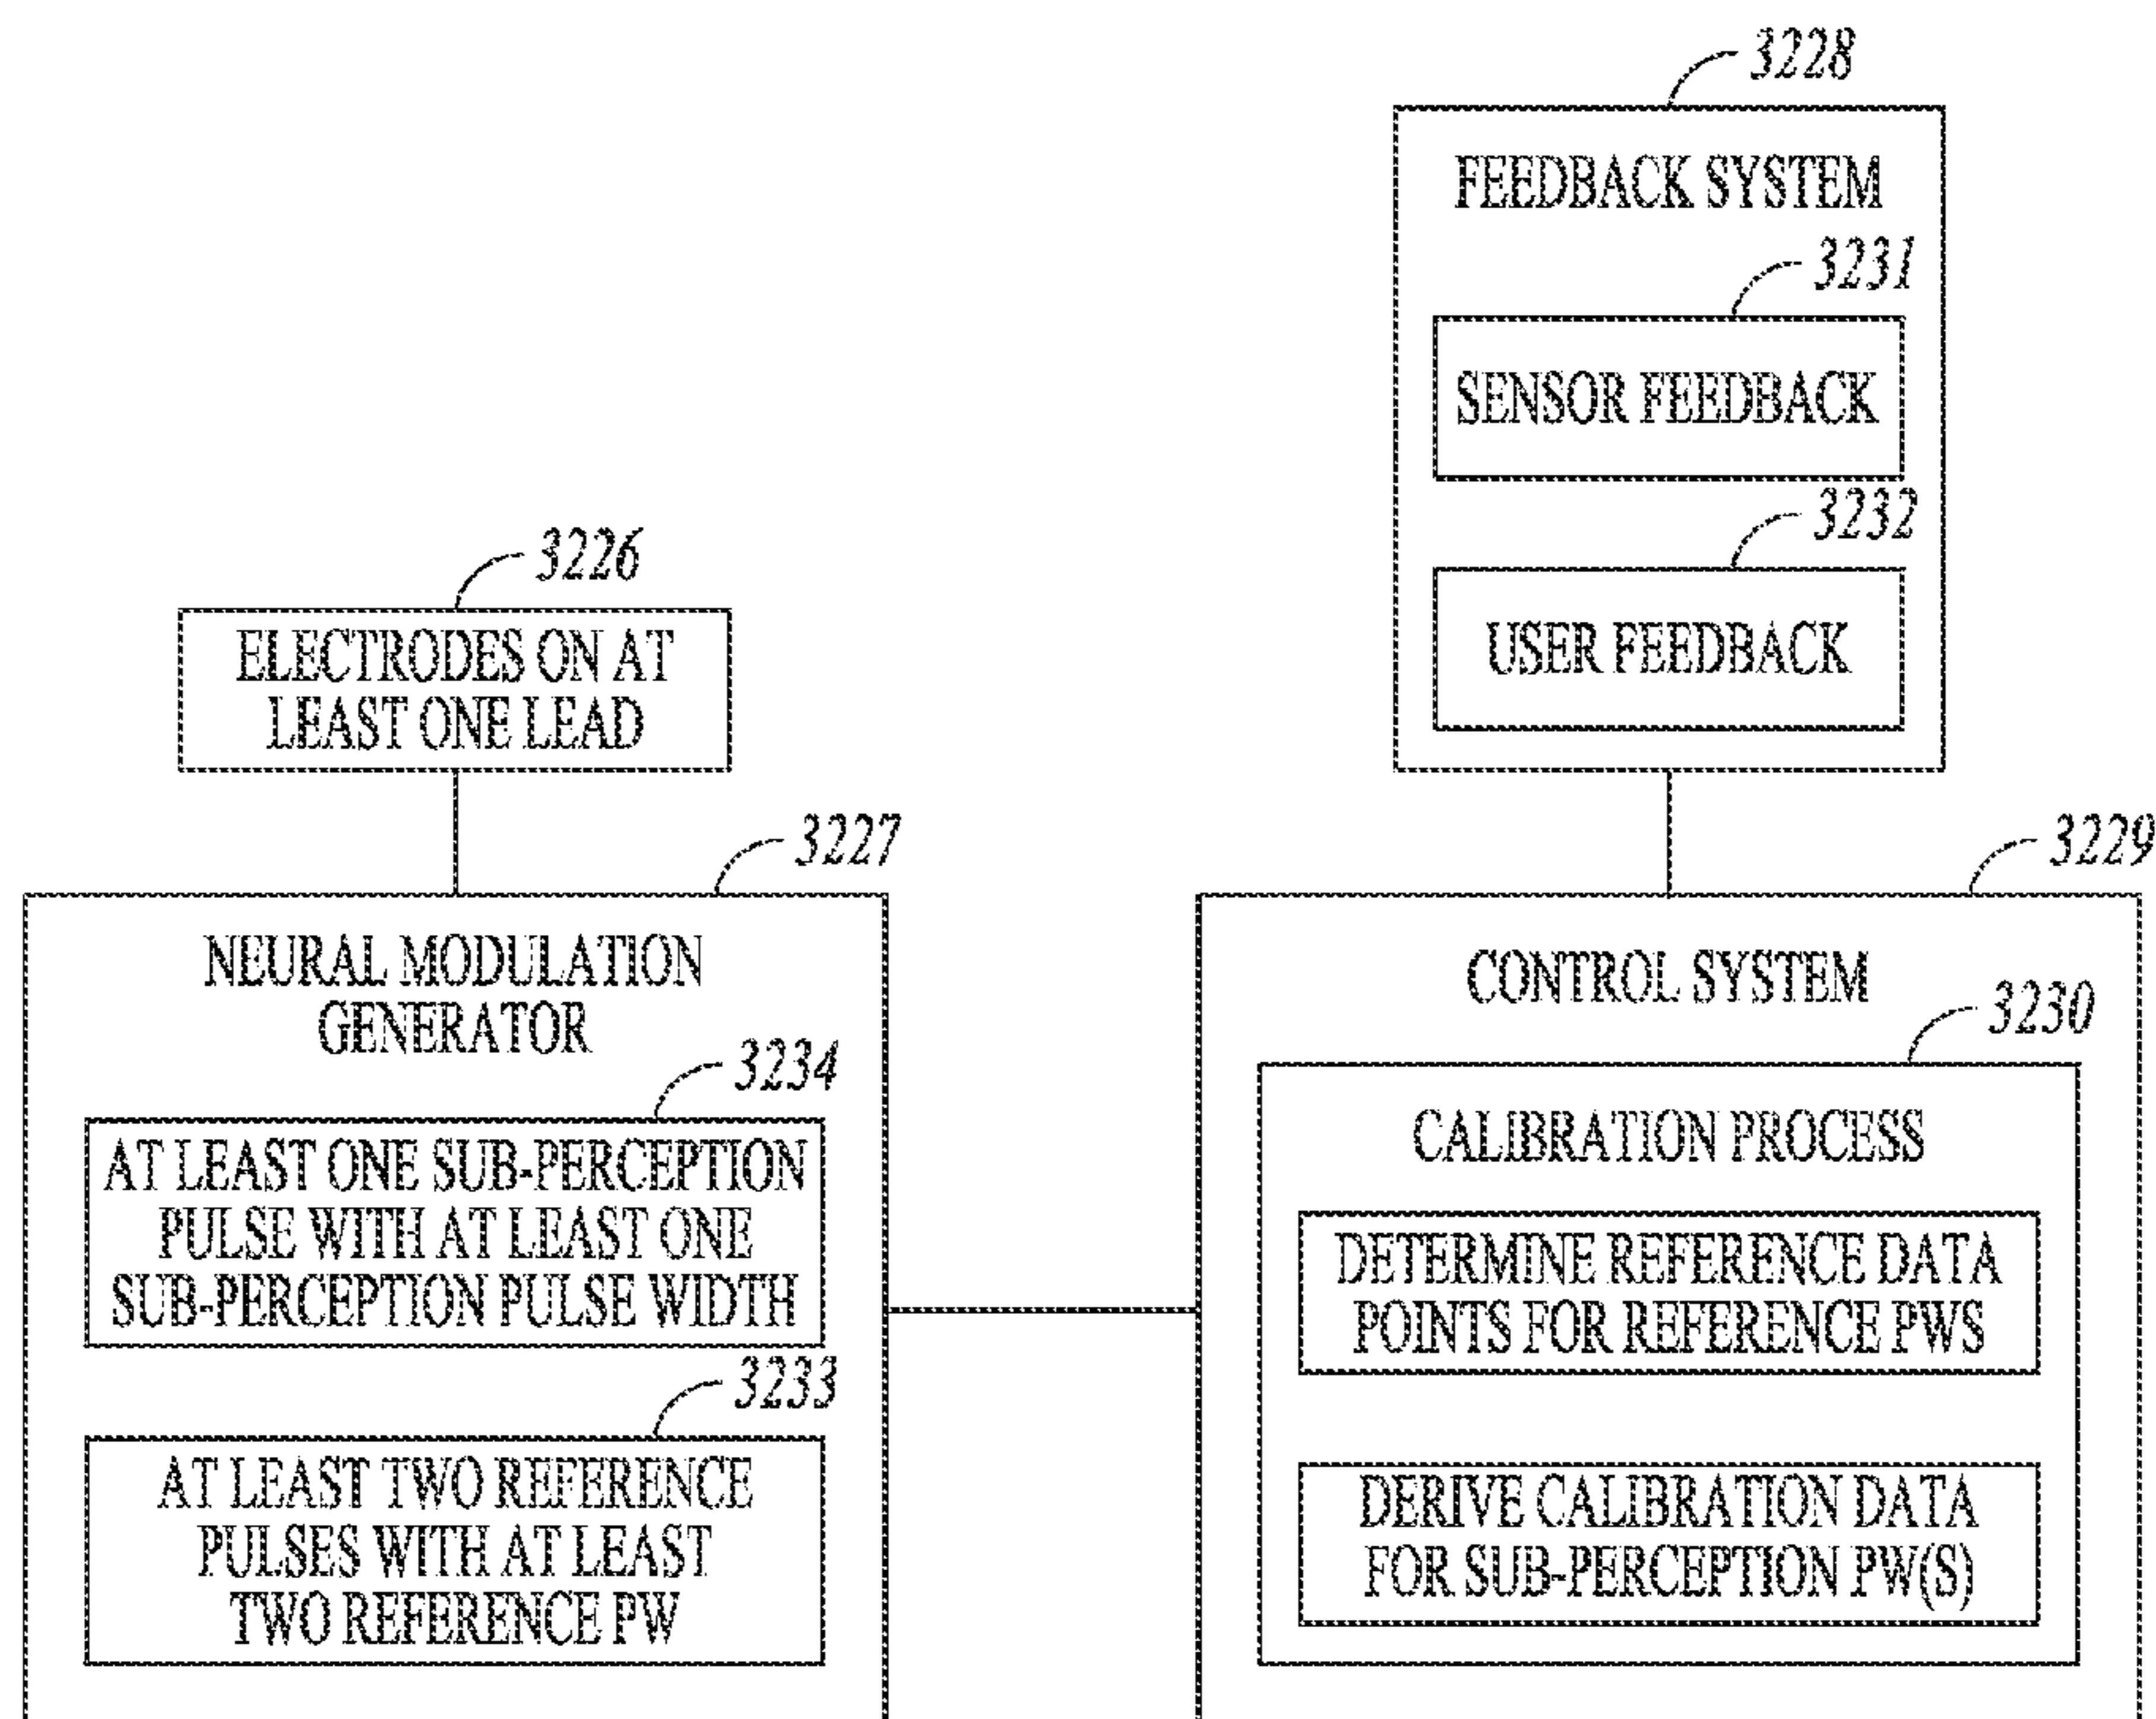 3228
FEEDBACK SYSTEM
3231
SENSOR FEEDBACK
3232
USER FEEDBACK
3226
ELECTRODES ON AT
LEAST ONE LEAD
3227
NEURAL MODULATION
GENERATOR
3234
AT LEAST ONE SUB-PERCEPTION
PULSE WITH AT LEAST ONE
SUB-PERCEPTION PULSE WIDTH
3233
AT LEAST TWO REFERENCE
PULSES WITH AT LEAST
TWO REFERENCE PW
3229
CONTROL SYSTEM
3230
CALIBRATION PROCESS
DETERMINE REFERENCE DATA
POINTS FOR REFERENCE PWS
DERIVE CALIBRATION DATA
FOR SUB-PERCEPTION PW(S)